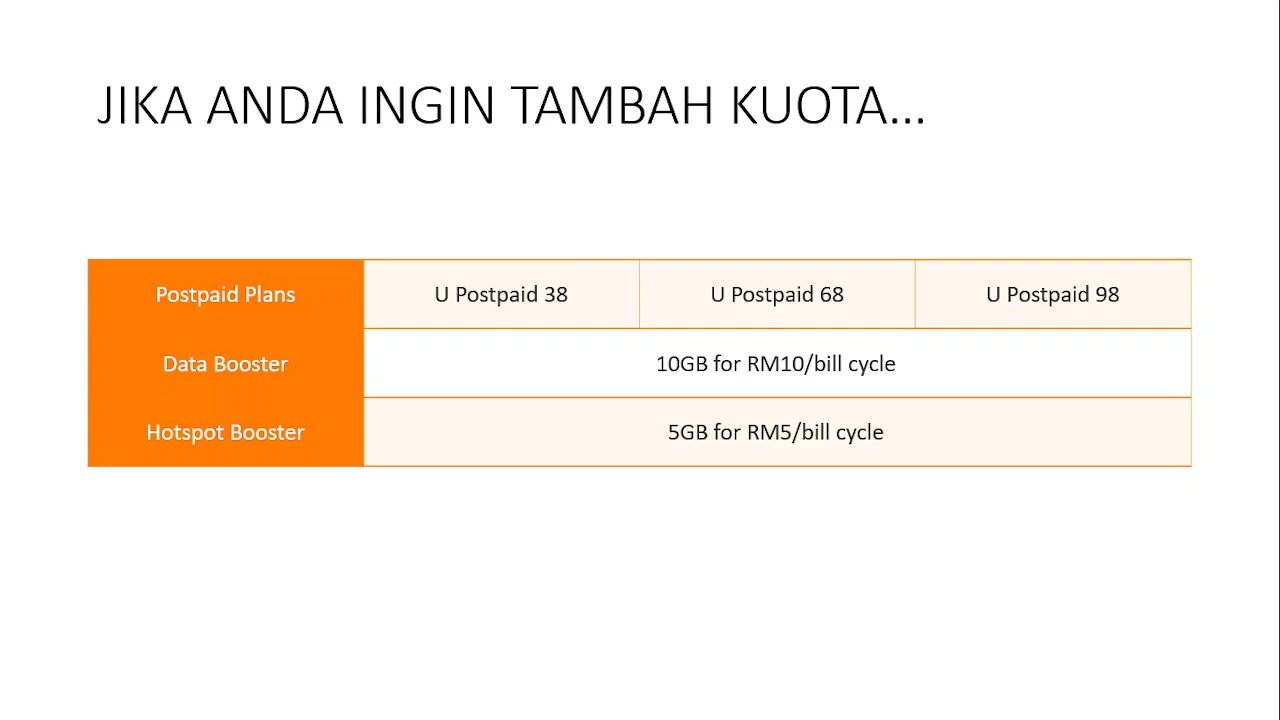 JIKA ANDA INGIN TAMBAH KUOTA...
Postpaid Plans U Postpaid 38 U Postpaid 68 U Postpaid 98
Data Booster 10GB for RM10/bill cycle
Hotspot Booster 5GB for RM5/bill cycle